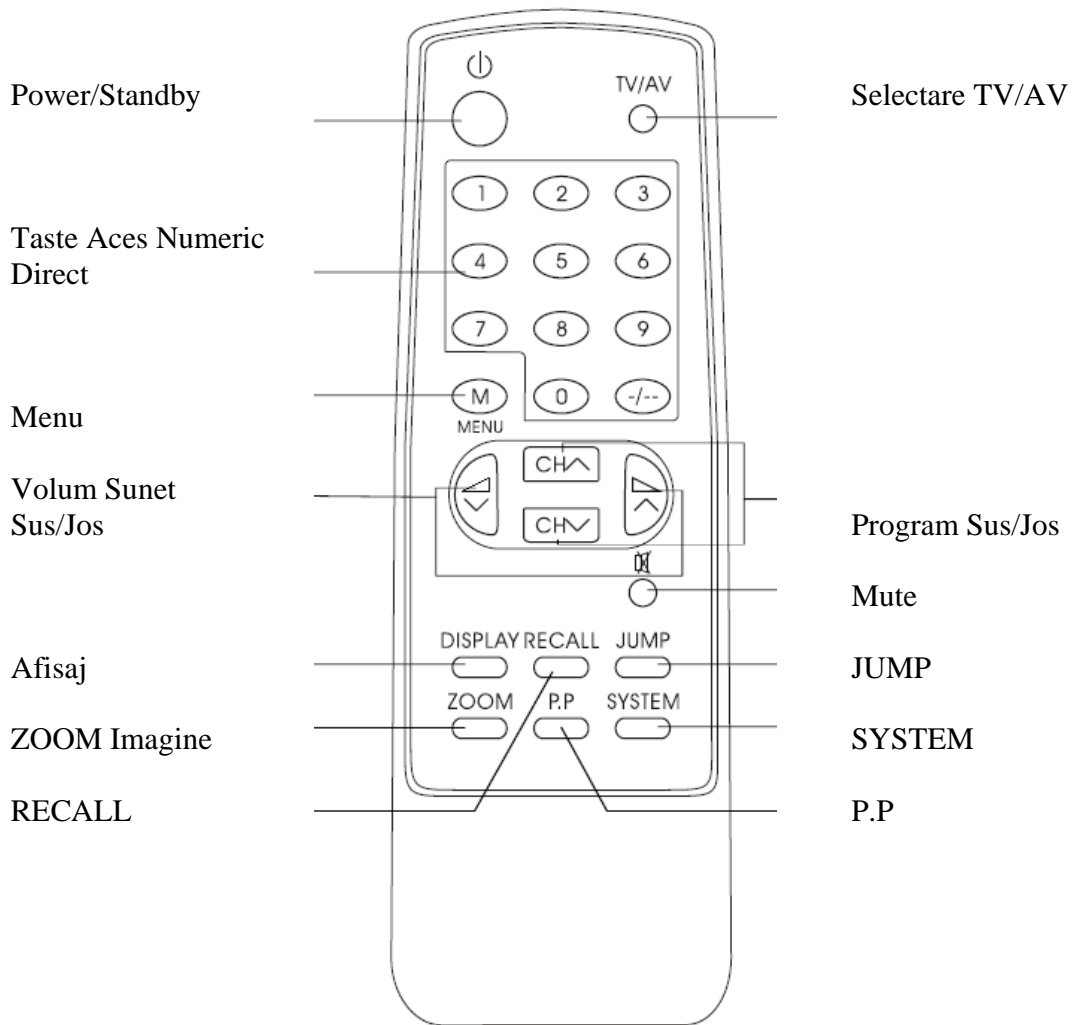 Power/Standby
TV/AV
Selectare TV/AV
1 2 3
Taste Aces Numeric
Direct
4 5 6
7 8 9
M 0 -/--
MENU
Menu
CH
Volum Sunet
Sus/Jos
CH
Program Sus/Jos
Mute
DISPLAY RECALL JUMP
Afisaj
JUMP
ZOOM P.P SYSTEM
ZOOM Imagine
SYSTEM
RECALL
P.P